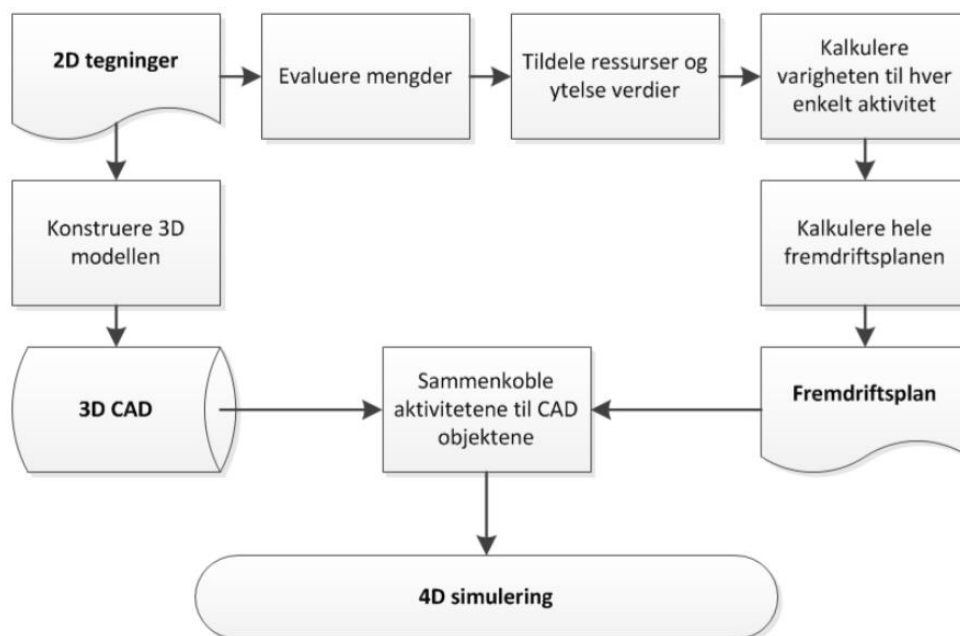 2D tegninger
Evaluere mengder
Tildele ressurser og
ytelse verdier
Kalkulere
varigheten til hver
enkelt aktivitet
Konstruere 3D
modellen
Kalkulere hele
fremdriftsplanen
3D CAD
Sammenkoble
aktivitetene til CAD
objektene
Fremdriftsplan
4D simulering